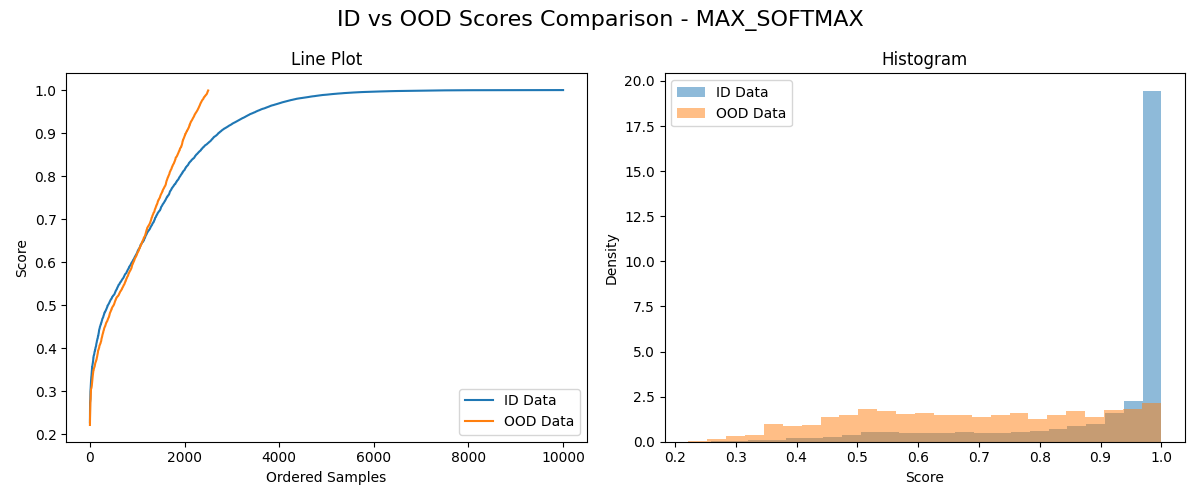 ID vs OOD Scores Comparison - MAX_SOFTMAX
Line Plot
1.0
0.9
0.8
0.7
0.6
0.5
0.4
0.3
0.2
Score
0 2000 4000 6000 8000 10000
Ordered Samples
ID Data
OOD Data
Histogram
20.0
17.5
15.0
12.5
10.0
7.5
5.0
2.5
0.0
Density
0.2 0.3 0.4 0.5 0.6 0.7 0.8 0.9 1.0
Score
ID Data
OOD Data